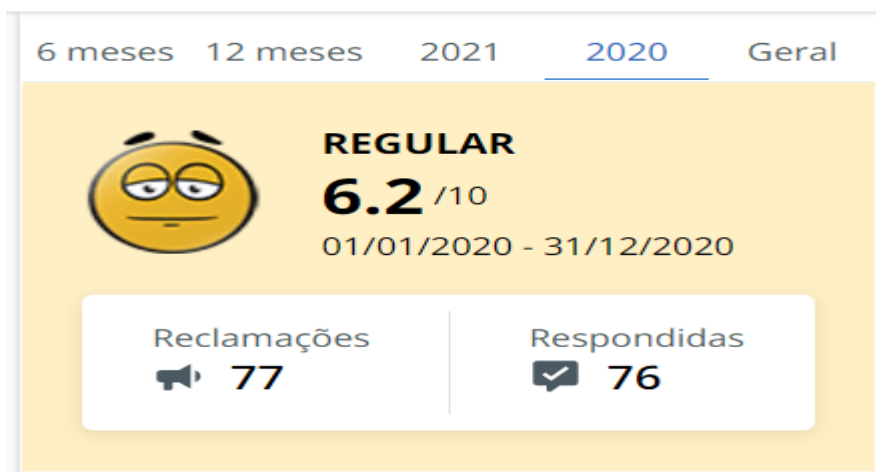 6 meses 12 meses 2021 2020 Geral
REGULAR
6.2 /10
01/01/2020 - 31/12/2020
Reclamações Respondidas
77 76